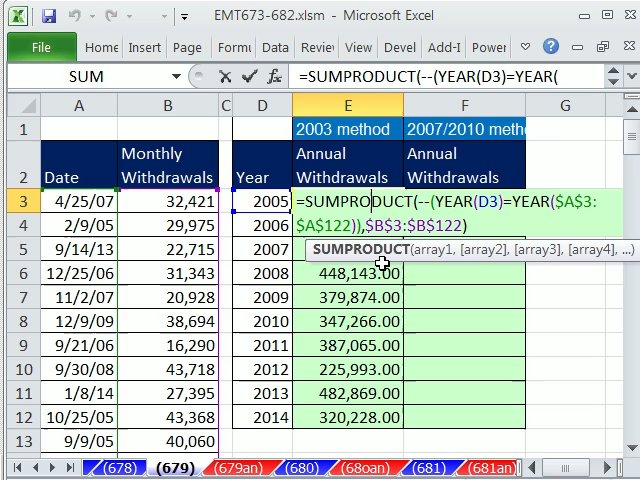 EMT673-682.xlsm - Microsoft Excel
File Home Insert Page Formu Data Reviev View Devel Add-I Power
SUM fx =SUMPRODUCT(--(YEAR(D3)=YEAR(
A B C D E F G
1 2003 method 2007/2010 metho
2 Date Monthly Withdrawals Year Annual Withdrawals Annual Withdrawals
3 4/25/07 32,421 2005 =SUMPRODUCT(--(YEAR(D3)=YEAR($A$3:
4 2/9/05 29,975 2006 $A$122)),$B$3:$B$122)
5 9/14/13 22,715 2007 SUMPRODUCT(array1, [array2], [array3], [array4], ...)
6 12/25/06 31,343 2008 448,143.00
7 11/2/07 20,928 2009 379,874.00
8 12/9/09 38,694 2010 347,266.00
9 9/21/06 16,290 2011 387,065.00
10 9/30/08 43,718 2012 225,993.00
11 1/8/14 27,395 2013 482,869.00
12 10/25/05 43,368 2014 320,228.00
13 9/9/05 40,060
(678) (679) (679an) (680) (68oan) (681) (681an)